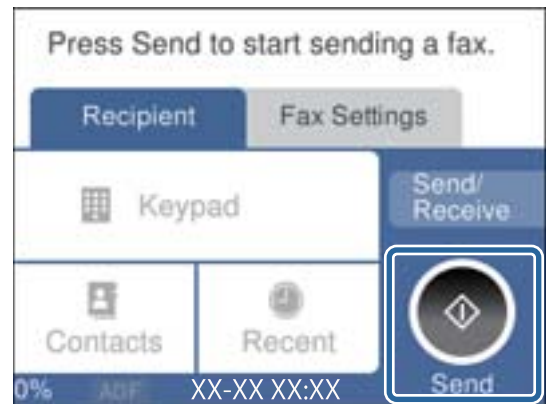 Press Send to start sending a fax.
Recipient
Fax Settings
Keypad
Send/
Receive
Contacts
Recent
0%
ADF
XX-XX XX:XX
Send